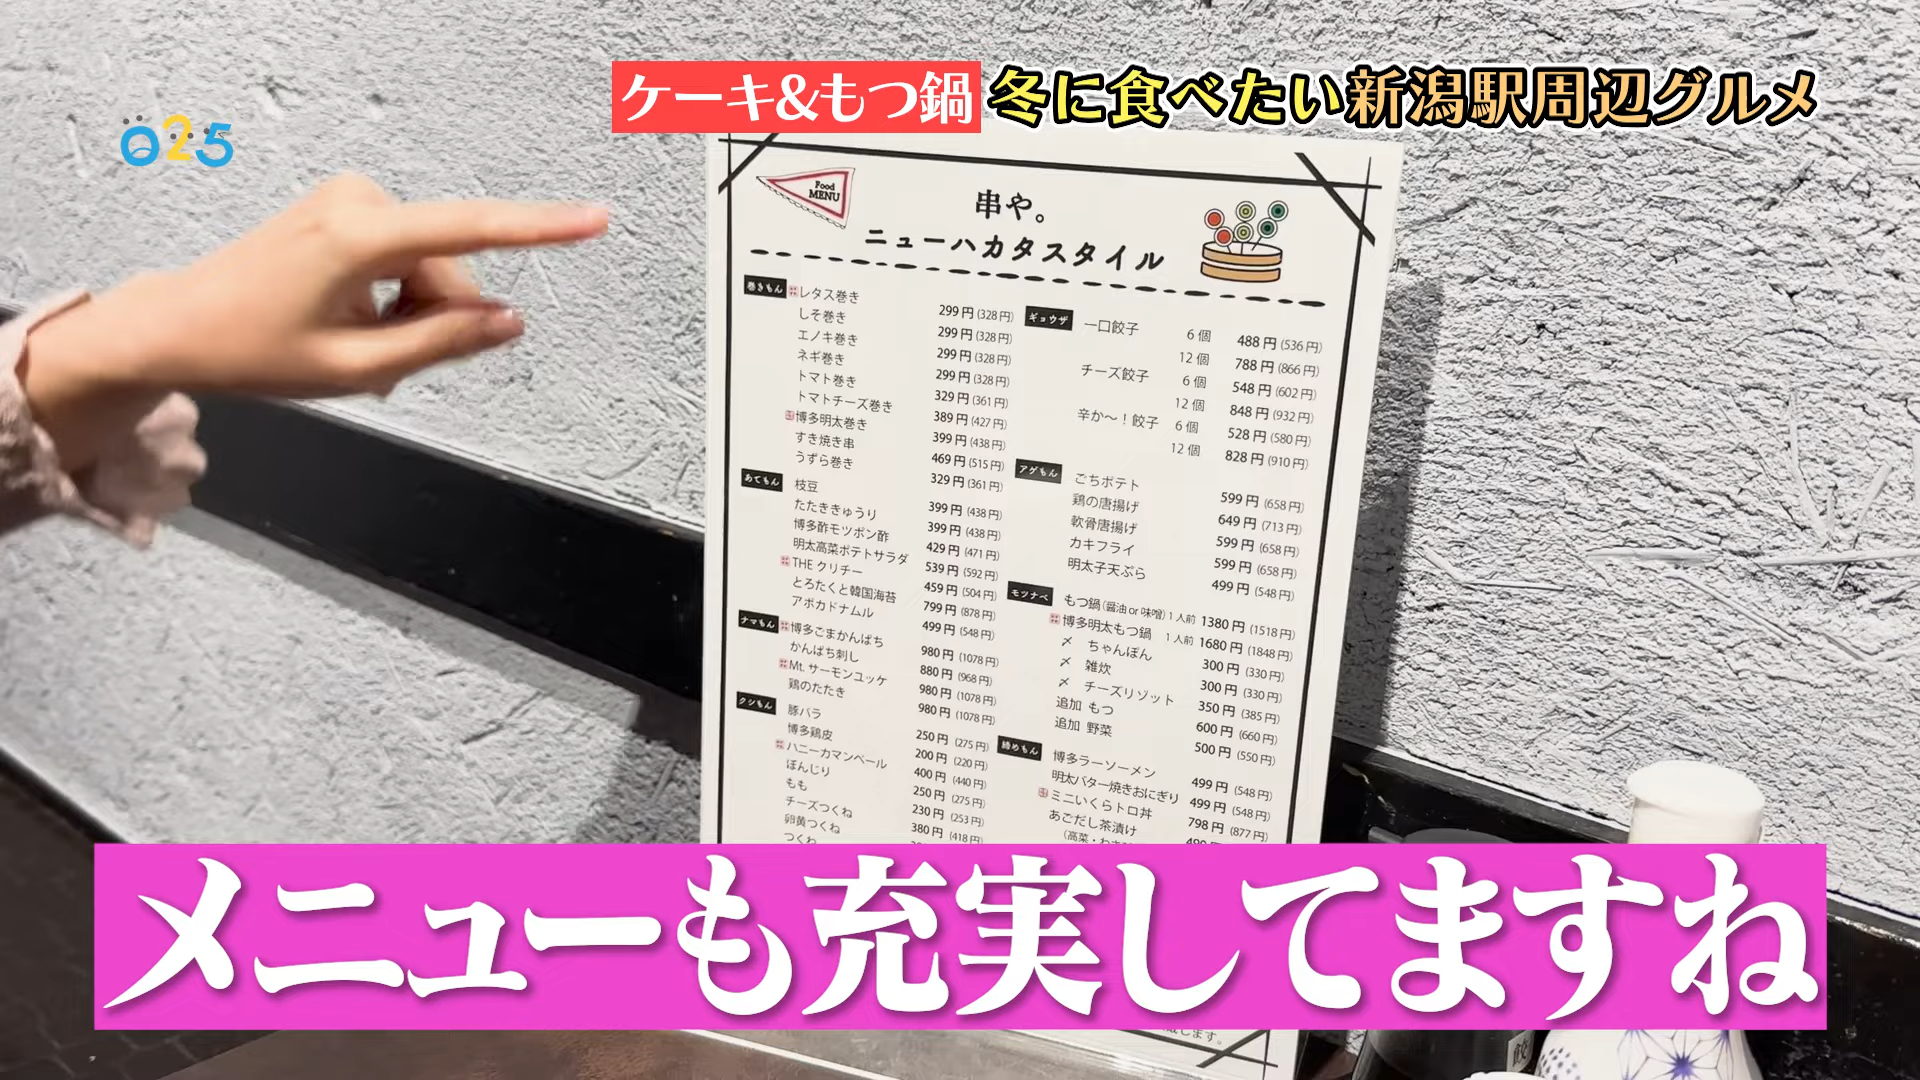 ケーキ&もつ鍋 冬に食べたい新潟駅周辺グルメ
025
Food
MENU
串や。
ニューハカタスタイル
巻きもん
レタス巻き 299円(328円)
しそ巻き 299円(328円)
エノキ巻き 299円(328円)
ネギ巻き 299円(328円)
トマト巻き 329円(361円)
トマトチーズ巻き 389円(427円)
博多明太巻き 399円(438円)
すき焼き串 469円(515円)
うずら巻き 329円(361円)
あてもん
枝豆 399円(438円)
たたききゅうり 399円(438円)
博多酢モツポン酢 429円(471円)
明太高菜ポテトサラダ 539円(592円)
THE クリチー 459円(504円)
とろたくと韓国海苔 799円(878円)
アボカドナムル 499円(548円)
ナマもん
博多ごまかんぱち 980円(1078円)
かんぱち刺し 880円(968円)
Mt.サーモンユッケ 980円(1078円)
鶏のたたき 980円(1078円)
クシもん
豚バラ 250円(275円)
博多鶏皮 200円(220円)
ハニーカマンベール 400円(440円)
ぼんじり 250円(275円)
もも 230円(253円)
チーズつくね 380円(418円)
卵黄つくね
つくね
ギョウザ
一口餃子 6個 488円(536円)
12個 788円(866円)
チーズ餃子 6個 548円(602円)
12個 848円(932円)
辛か〜!餃子 6個 528円(580円)
12個 828円(910円)
アゲもん
ごちポテト 599円(658円)
鶏の唐揚げ 649円(713円)
軟骨唐揚げ 599円(658円)
カキフライ 599円(658円)
明太子天ぷら 499円(548円)
モツナベ
もつ鍋(醤油or味噌)1人前 1380円(1518円)
博多明太もつ鍋 1人前 1680円(1848円)
〆 ちゃんぽん 300円(330円)
〆 雑炊 300円(330円)
〆 チーズリゾット 350円(385円)
追加 もつ 600円(660円)
追加 野菜 500円(550円)
締めもん
博多ラーソーメン 499円(548円)
明太バター焼きおにぎり 499円(548円)
ミニいくらトロ丼 798円(877円)
あごだし茶漬け
メニューも充実してますね